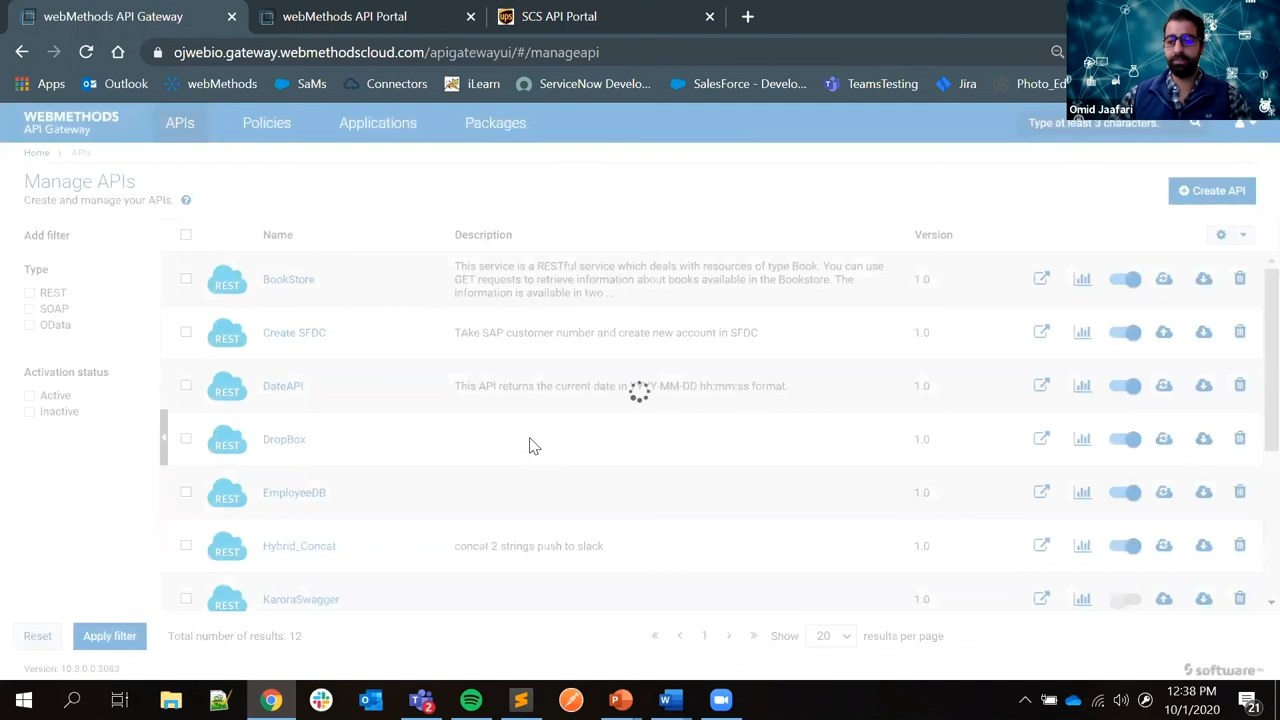 webMethods API Gateway
webMethods API Portal
ups SCS API Portal
ojwebio.gateway.webmethodscloud.com/apigatewayui/#/manageapi
Apps Outlook webMethods SaMs Connectors iLearn ServiceNow Develo... SalesForce - Develo... TeamsTesting Jira Photo_Ed
Omid Jaafari
WEBMETHODS
API Gateway
APIs Policies Applications Packages
Type at least 3 characters.
Home > APIs
Manage APIs
Create and manage your APIs. ?
Create API
Add filter
Type
REST
SOAP
OData
Activation status
Active
Inactive
Name Description Version
REST BookStore 1.0
This service is a RESTful service which deals with resources of type Book. You can use
GET requests to retrieve information about books available in the Bookstore. The
information is available in two ...
REST Create SFDC TAke SAP customer number and create new account in SFDC 1.0
REST DateAPI This API returns the current date in YYYY-MM-DD hh:mm:ss format. 1.0
REST DropBox 1.0
REST EmployeeDB 1.0
REST Hybrid_Concat concat 2 strings push to slack 1.0
REST KaroraSwagger 1.0
Reset Apply filter Total number of results. 12 « ‹ 1 › » Show 20 results per page
Version: 10.3.0.0.3083
software AG
2
12:38 PM
10/1/2020
21